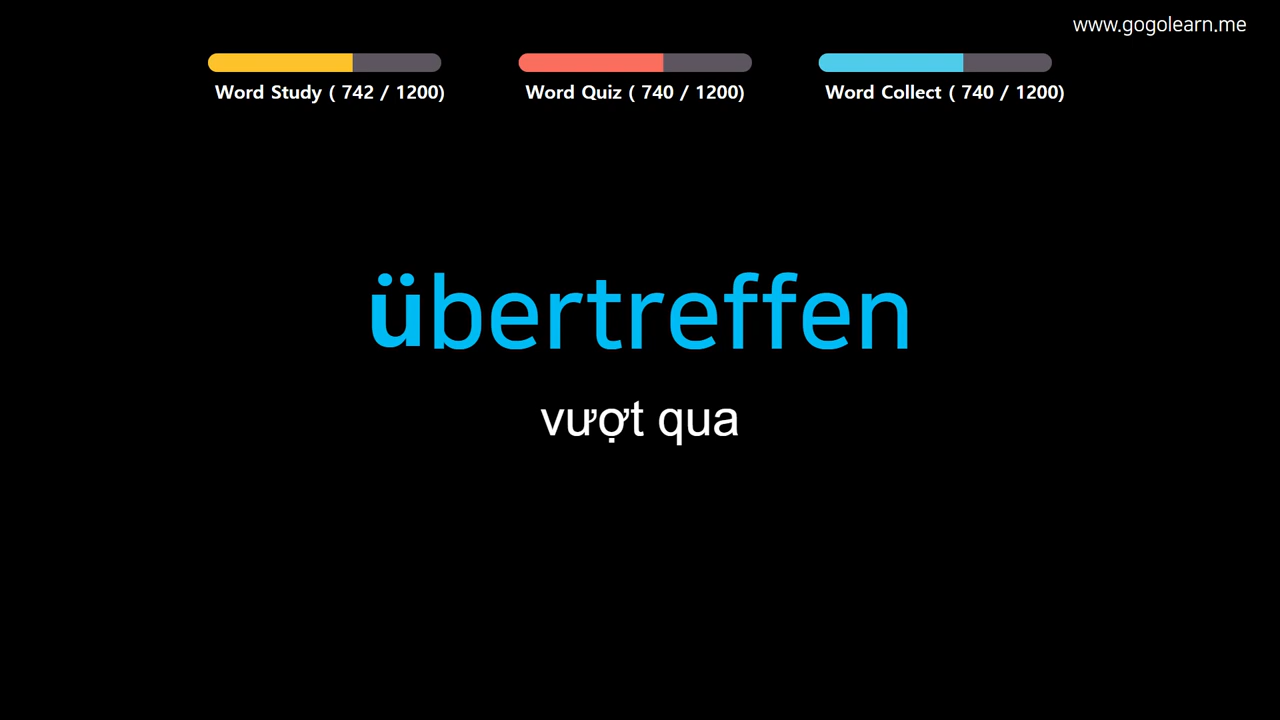 www.gogolearn.me
Word Study ( 742 / 1200)
Word Quiz ( 740 / 1200)
Word Collect ( 740 / 1200)
übertreffen
vượt qua